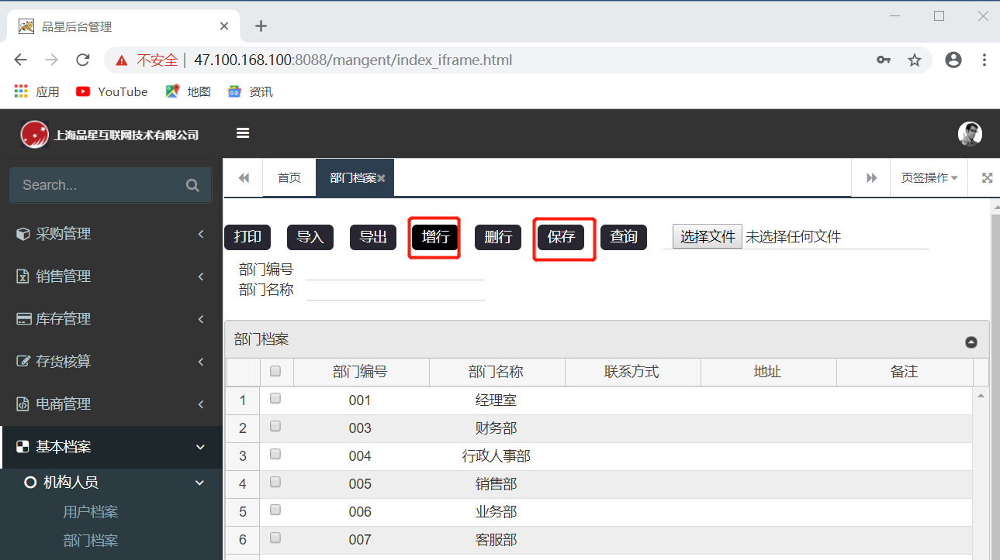 品星后台管理
不安全 | 47.100.168.100:8088/mangent/index_iframe.html
应用 YouTube 地图 资讯
上海品星互联网技术有限公司
Search...
首页 部门档案 页签操作
采购管理
销售管理
库存管理
存货核算
电商管理
基本档案
机构人员
用户档案
部门档案
打印 导入 导出 增行 删行 保存 查询 选择文件 未选择任何文件
部门编号
部门名称
部门档案
部门编号 部门名称 联系方式 地址 备注
1 001 经理室
2 003 财务部
3 004 行政人事部
4 005 销售部
5 006 业务部
6 007 客服部